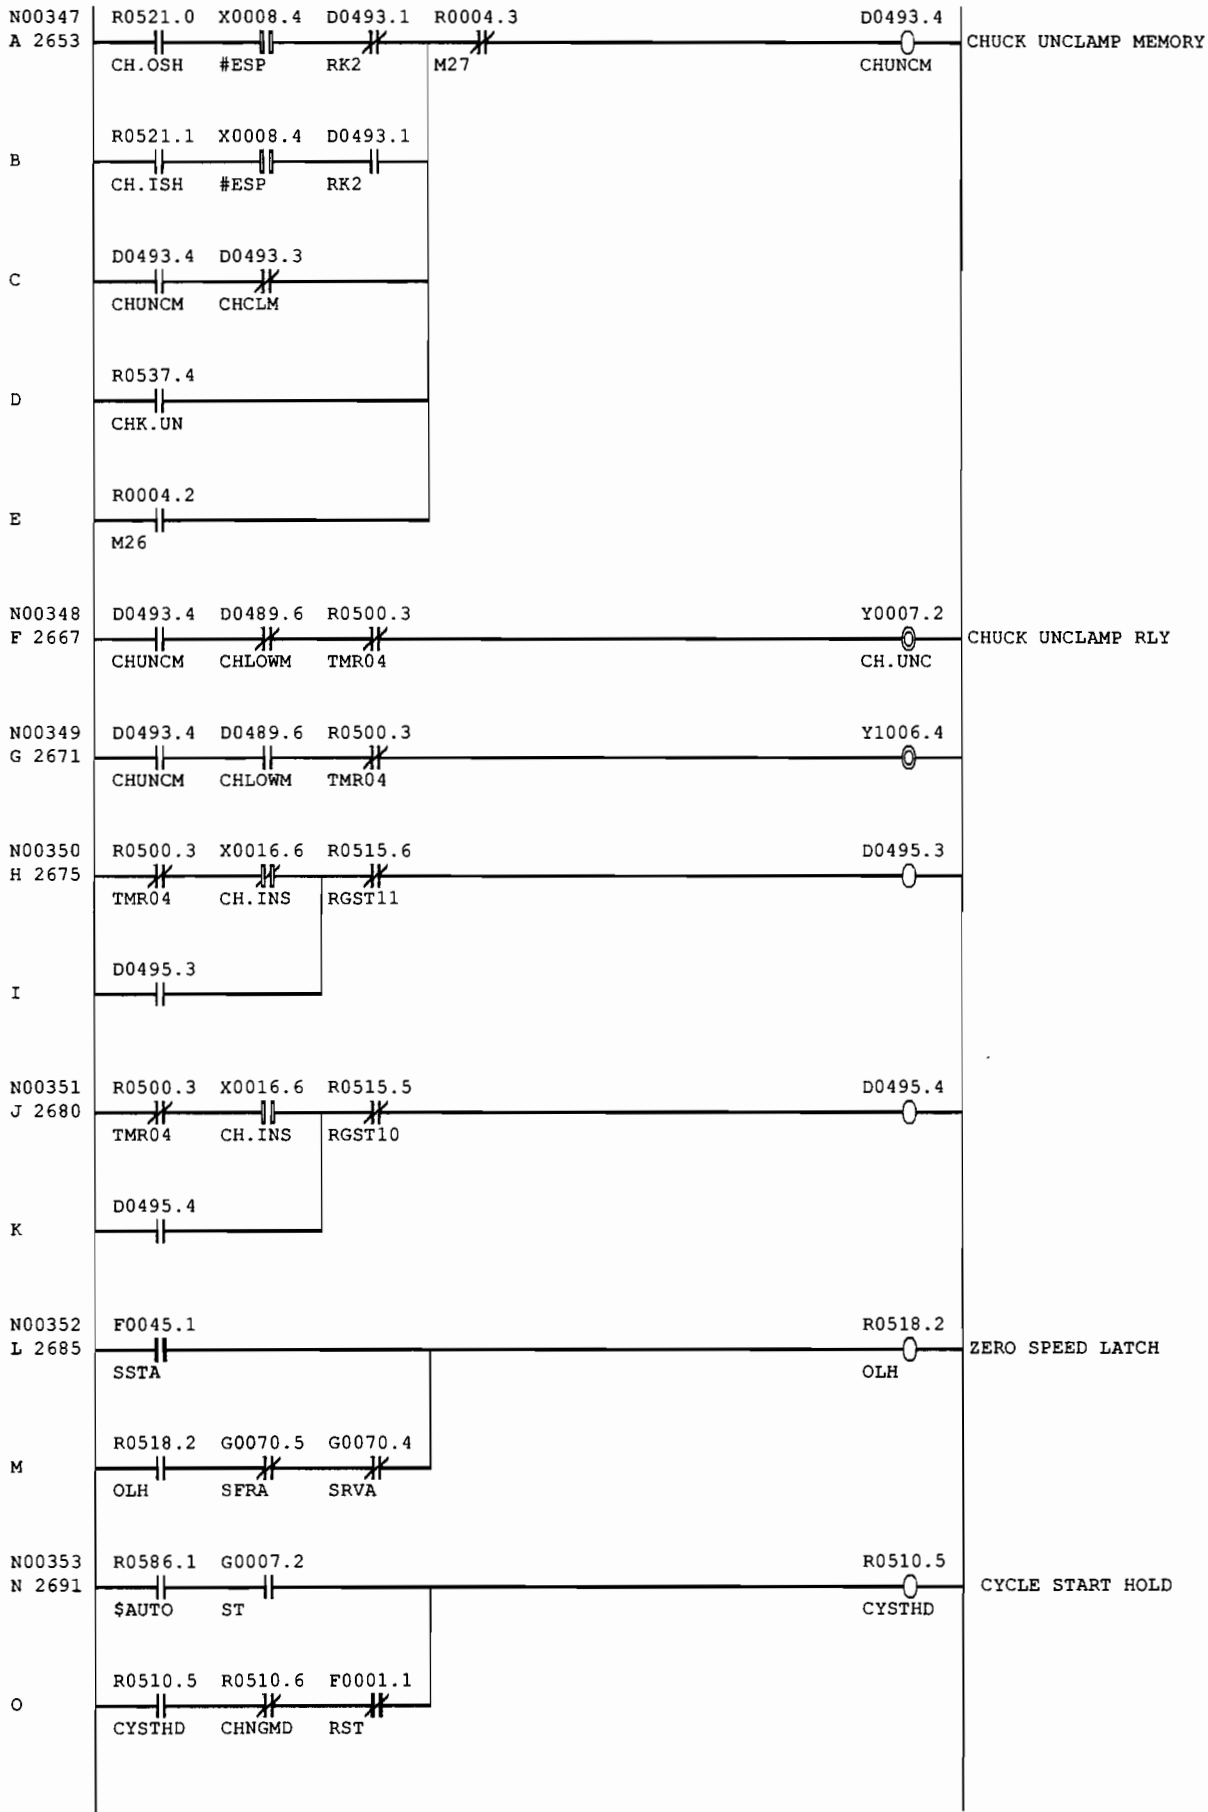 N00347 R0521.0 X0008.4 D0493.1 R0004.3 D0493.4
A 2653 CHUCK UNCLAMP MEMORY
CH.OSH #ESP RK2 M27 CHUNCM
R0521.1 X0008.4 D0493.1
B
CH.ISH #ESP RK2
D0493.4 D0493.3
C
CHUNCM CHCLM
R0537.4
D
CHK.UN
R0004.2
E
M26
N00348 D0493.4 D0489.6 R0500.3 Y0007.2
F 2667 CHUCK UNCLAMP RLY
CHUNCM CHLOWM TMR04 CH.UNC
N00349 D0493.4 D0489.6 R0500.3 Y1006.4
G 2671
CHUNCM CHLOWM TMR04
N00350 R0500.3 X0016.6 R0515.6 D0495.3
H 2675
TMR04 CH.INS RGST11
D0495.3
I
N00351 R0500.3 X0016.6 R0515.5 D0495.4
J 2680
TMR04 CH.INS RGST10
D0495.4
K
N00352 F0045.1 R0518.2
L 2685 ZERO SPEED LATCH
SSTA OLH
R0518.2 G0070.5 G0070.4
M
OLH SFRA SRVA
N00353 R0586.1 G0007.2 R0510.5
N 2691 CYCLE START HOLD
$AUTO ST CYSTHD
R0510.5 R0510.6 F0001.1
O
CYSTHD CHNGMD RST